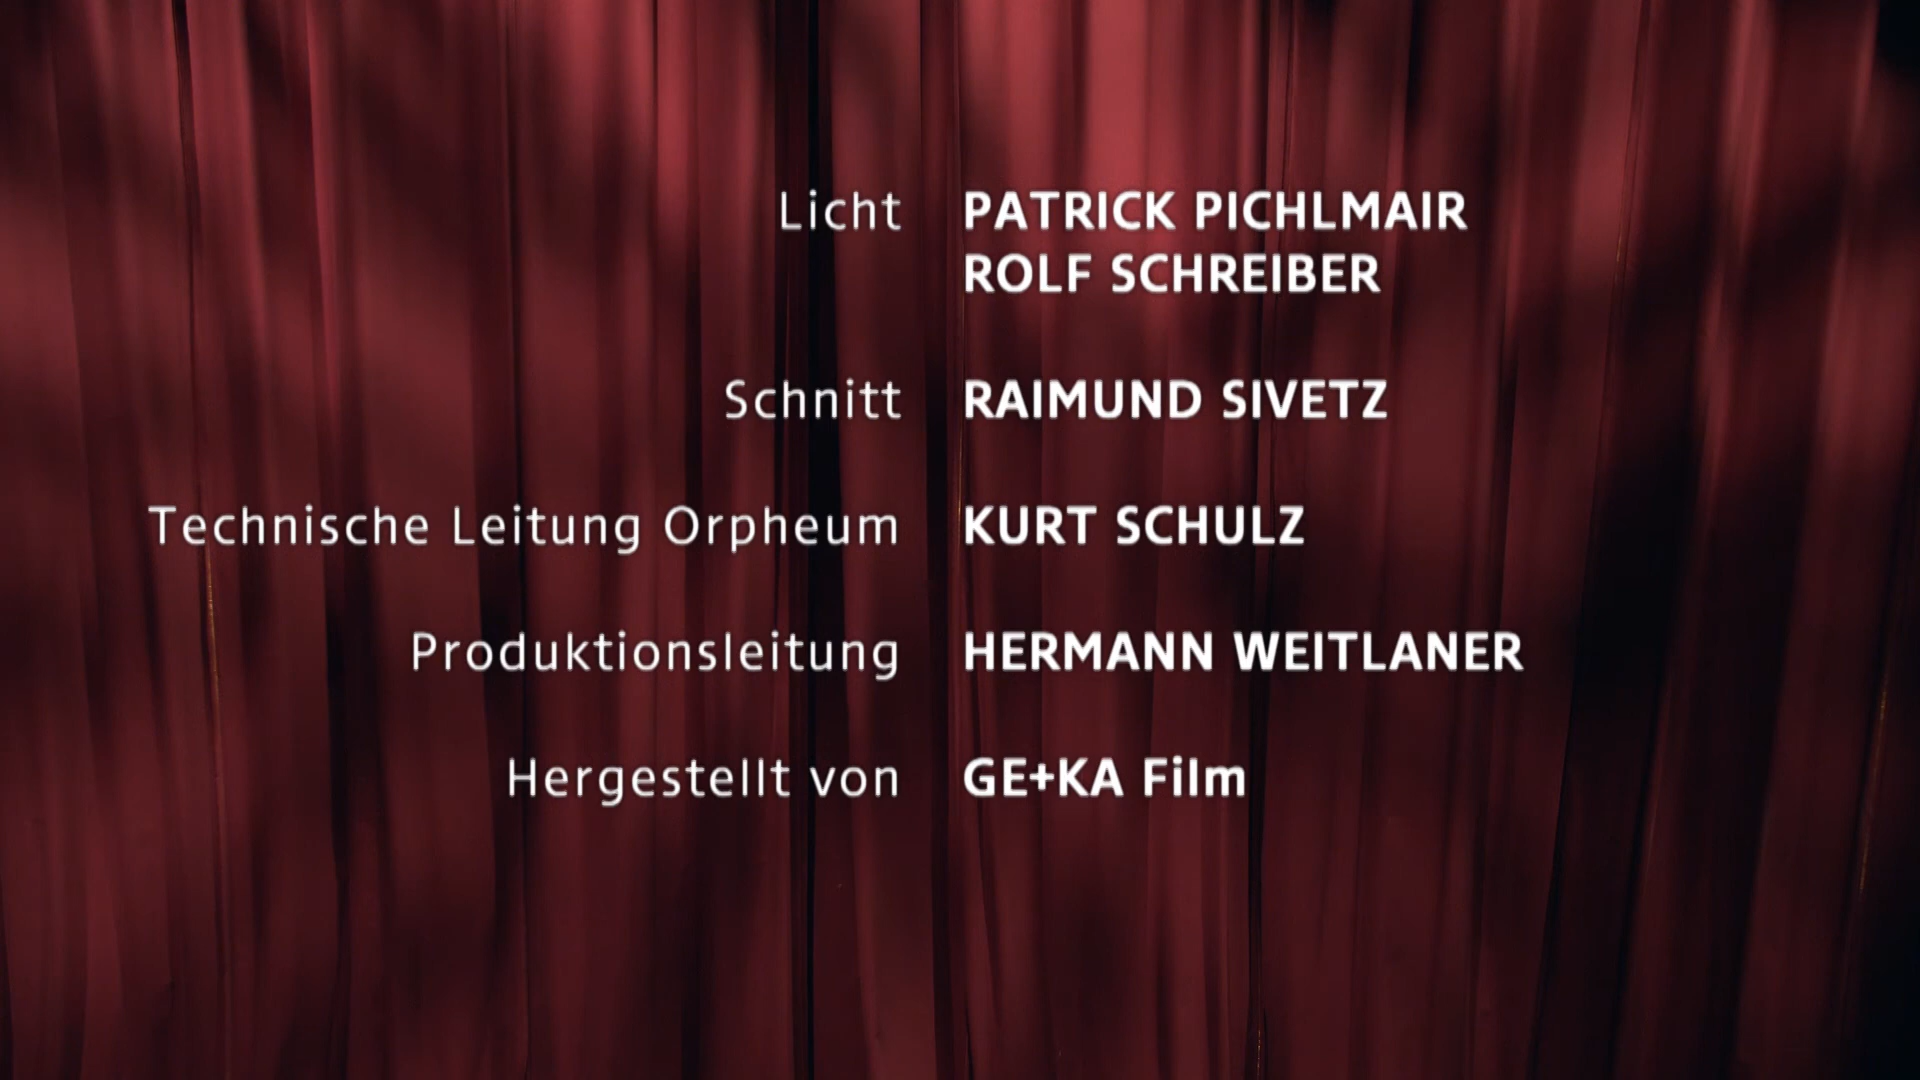 Licht PATRICK PICHLMAIR
ROLF SCHREIBER
Schnitt RAIMUND SIVETZ
Technische Leitung Orpheum KURT SCHULZ
Produktionsleitung HERMANN WEITLANER
Hergestellt von GE+KA Film